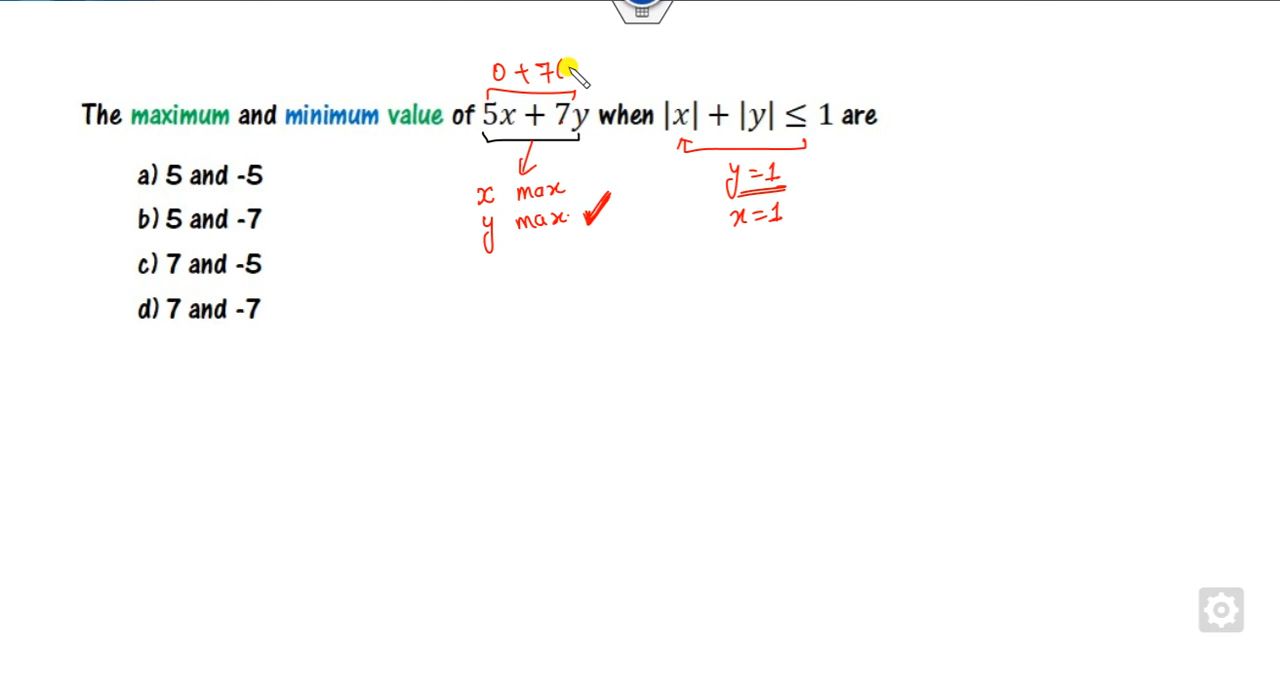 0 + 7(
The maximum and minimum value of 5x + 7y when |x| + |y| ≤ 1 are
a) 5 and -5
b) 5 and -7
c) 7 and -5
d) 7 and -7
x max
y max.
y = 1
x = 1